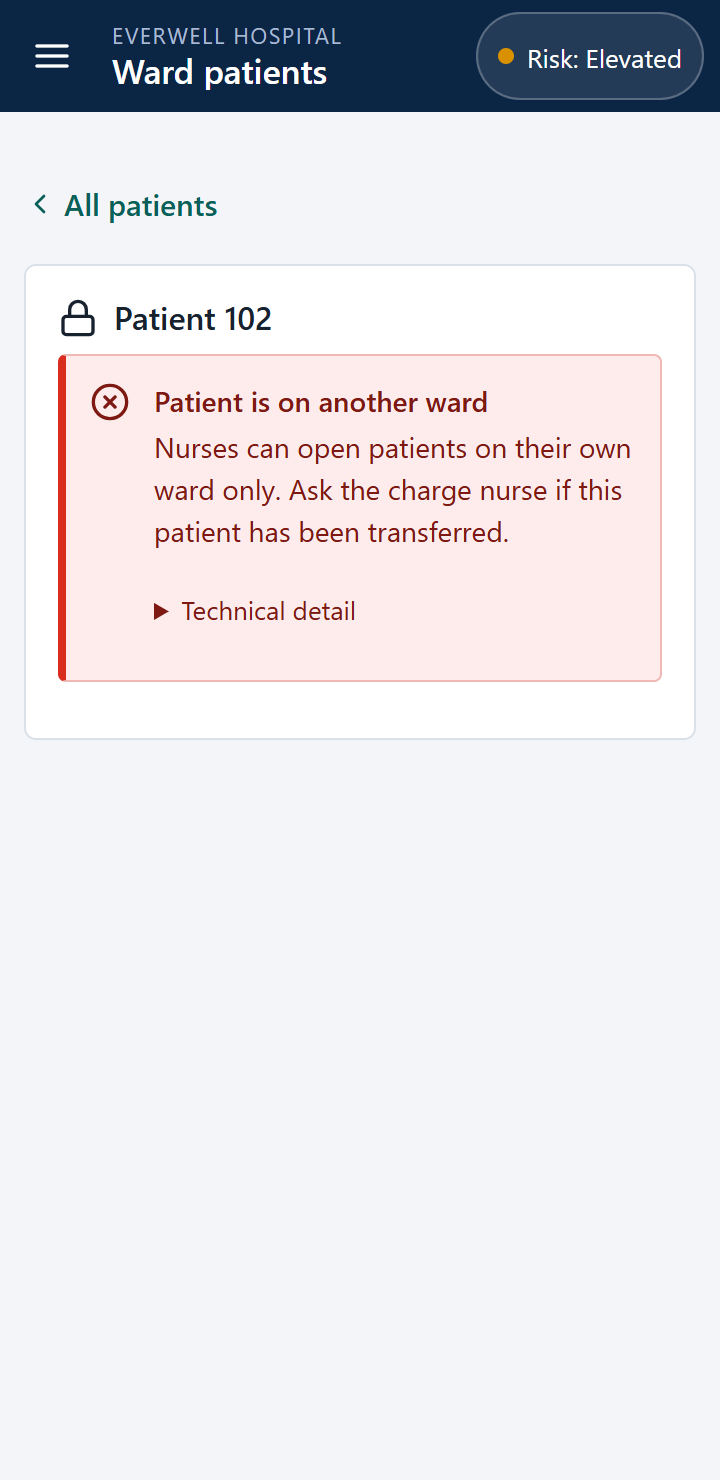 EVERWELL HOSPITAL
Ward patients
Risk: Elevated
All patients
Patient 102
Patient is on another ward
Nurses can open patients on their own
ward only. Ask the charge nurse if this
patient has been transferred.
Technical detail